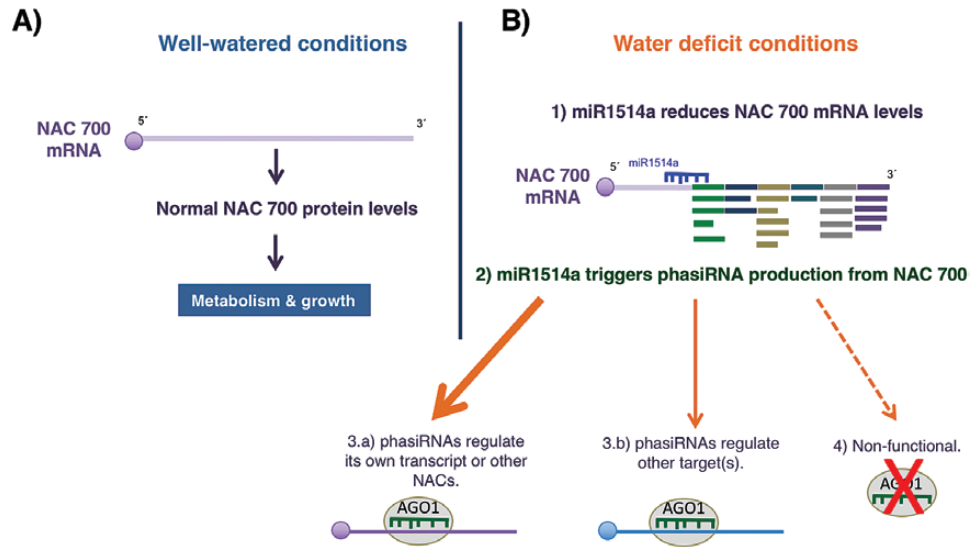 A)
Well-watered conditions
5´
3´
NAC 700
mRNA
Normal NAC 700 protein levels
Metabolism & growth
B)
Water deficit conditions
1) miR1514a reduces NAC 700 mRNA levels
5´
miR1514a
3´
NAC 700
mRNA
2) miR1514a triggers phasiRNA production from NAC 700
3.a) phasiRNAs regulate
its own transcript or other
NACs.
AGO1
3.b) phasiRNAs regulate
other target(s).
AGO1
4) Non-functional.
AGO1